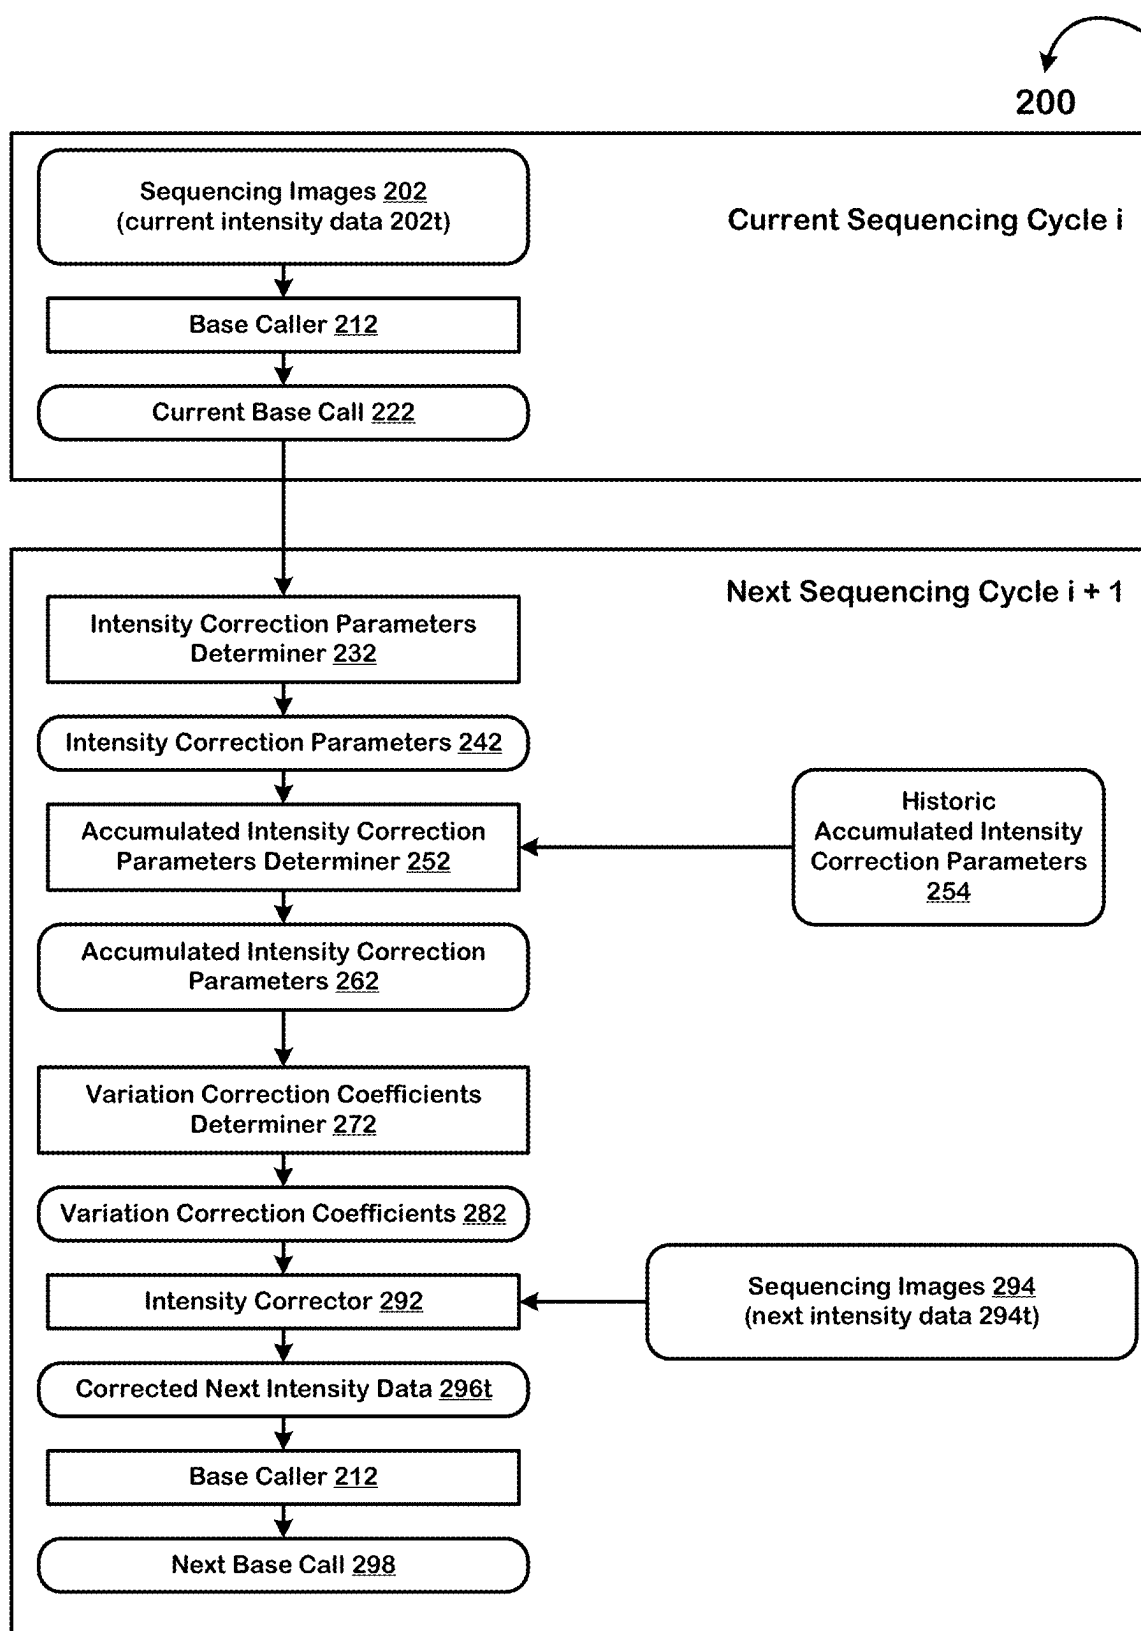 200
Sequencing Images 202
(current intensity data 202t)
Current Sequencing Cycle i
Base Caller 212
Current Base Call 222
Next Sequencing Cycle i + 1
Intensity Correction Parameters
Determiner 232
Intensity Correction Parameters 242
Accumulated Intensity Correction
Parameters Determiner 252
Historic
Accumulated Intensity
Correction Parameters
254
Accumulated Intensity Correction
Parameters 262
Variation Correction Coefficients
Determiner 272
Variation Correction Coefficients 282
Intensity Corrector 292
Sequencing Images 294
(next intensity data 294t)
Corrected Next Intensity Data 296t
Base Caller 212
Next Base Call 298